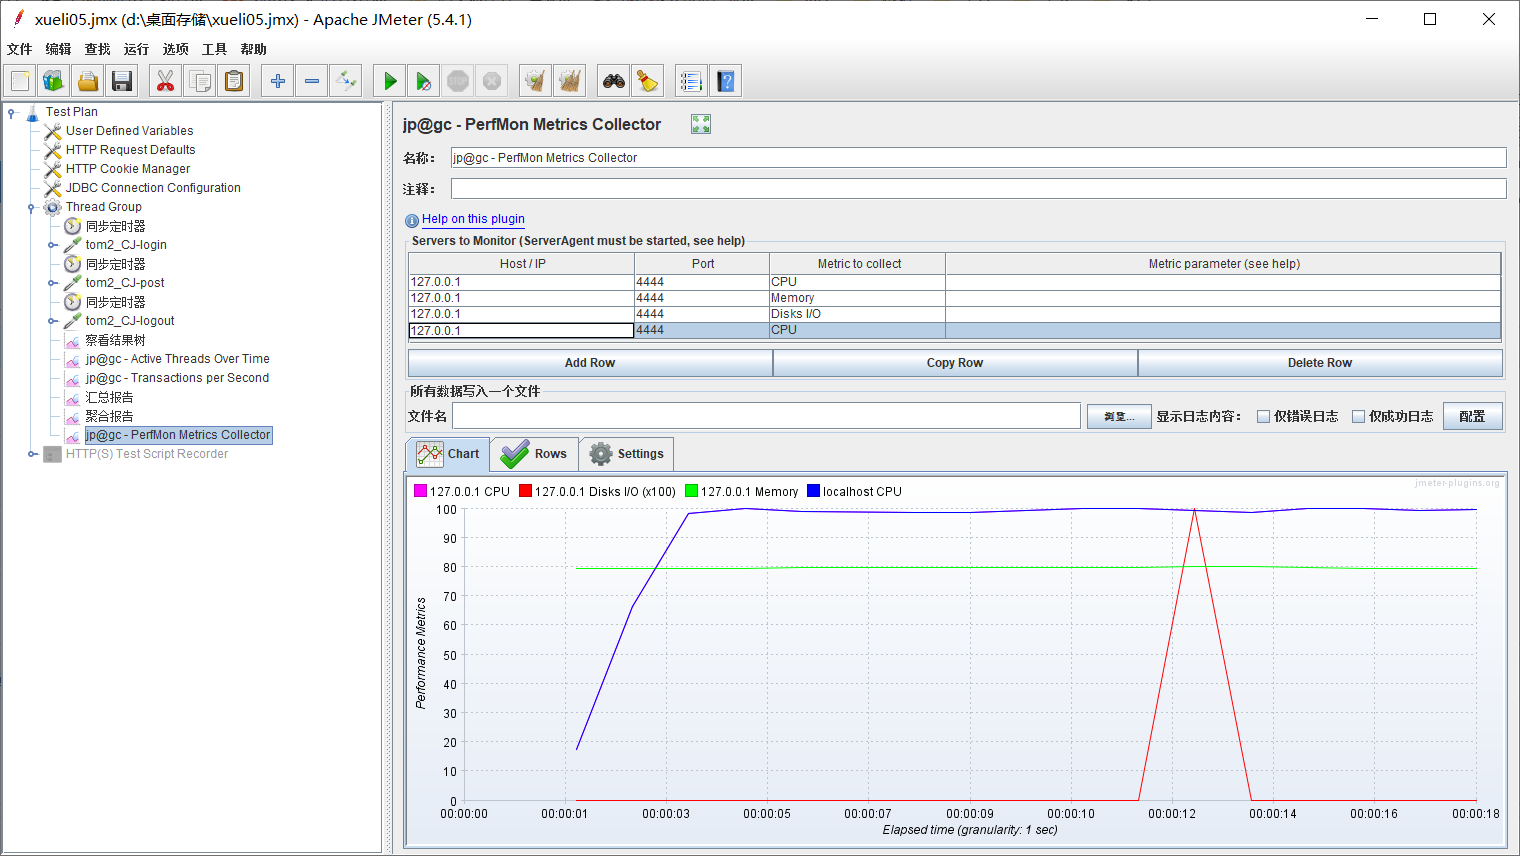 xueli05.jmx (d:\桌面存储\xueli05.jmx) - Apache JMeter (5.4.1)
文件 编辑 查找 运行 选项 工具 帮助
STOP
Test Plan
User Defined Variables
HTTP Request Defaults
HTTP Cookie Manager
JDBC Connection Configuration
Thread Group
同步定时器
tom2_CJ-login
同步定时器
tom2_CJ-post
同步定时器
tom2_CJ-logout
察看结果树
jp@gc - Active Threads Over Time
jp@gc - Transactions per Second
汇总报告
聚合报告
jp@gc - PerfMon Metrics Collector
HTTP(S) Test Script Recorder
jp@gc - PerfMon Metrics Collector
名称： jp@gc - PerfMon Metrics Collector
注释：
Help on this plugin
Servers to Monitor (ServerAgent must be started, see help)
Host / IP Port Metric to collect Metric parameter (see help)
127.0.0.1 4444 CPU
127.0.0.1 4444 Memory
127.0.0.1 4444 Disks I/O
127.0.0.1 4444 CPU
Add Row Copy Row Delete Row
所有数据写入一个文件
文件名 浏览... 显示日志内容： 仅错误日志 仅成功日志 配置
Chart Rows Settings
127.0.0.1 CPU 127.0.0.1 Disks I/O (x100) 127.0.0.1 Memory localhost CPU
jmeter-plugins.org
100
90
80
70
60
50
40
30
20
10
0
Performance Metrics
00:00:00 00:00:01 00:00:03 00:00:05 00:00:07 00:00:09 00:00:10 00:00:12 00:00:14 00:00:16 00:00:18
Elapsed time (granularity: 1 sec)